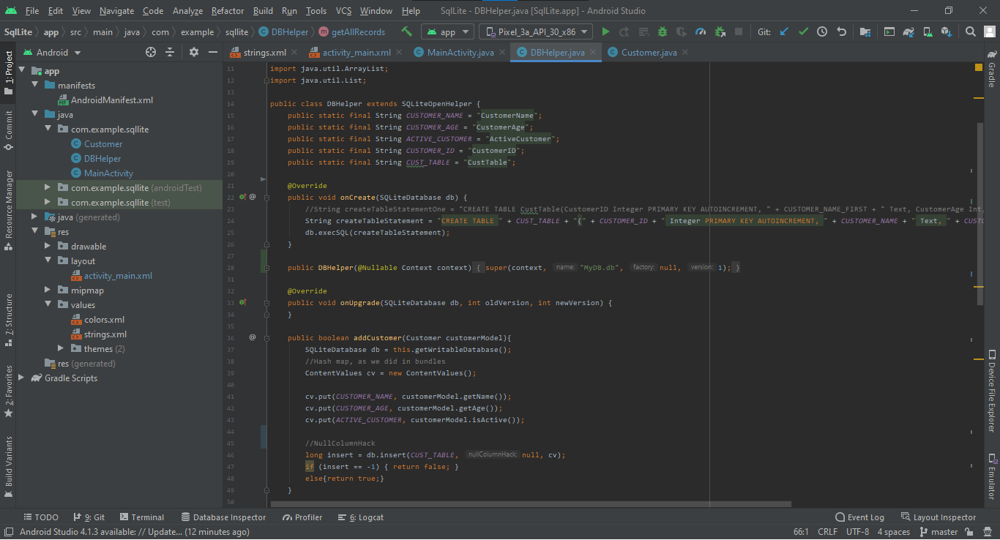 File Edit View Navigate Code Analyze Refactor Build Run Tools VCS Window Help SqlLite - DBHelper.java [SqlLite.app] - Android Studio
SqlLite app src main java com example sqllite DBHelper getAllRecords app Pixel_3a_API_30_x86 Git:
Android
strings.xml activity_main.xml MainActivity.java DBHelper.java Customer.java
1: Project
Commit
Resource Manager
7: Structure
2: Favorites
Build Variants
app
manifests
AndroidManifest.xml
java
com.example.sqllite
Customer
DBHelper
MainActivity
com.example.sqllite (androidTest)
com.example.sqllite (test)
java (generated)
res
drawable
layout
activity_main.xml
mipmap
values
colors.xml
strings.xml
themes (2)
res (generated)
Gradle Scripts
11 import java.util.ArrayList;
12 import java.util.List;
13
14 public class DBHelper extends SQLiteOpenHelper {
15 public static final String CUSTOMER_NAME = "CustomerName";
16 public static final String CUSTOMER_AGE = "CustomerAge";
17 public static final String ACTIVE_CUSTOMER = "ActiveCustomer";
18 public static final String CUSTOMER_ID = "CustomerID";
19 public static final String CUST_TABLE = "CustTable";
20
21 @Override
22 @ public void onCreate(SQLiteDatabase db) {
23 //String createTableStatementOne = "CREATE TABLE CustTable(CustomerID Integer PRIMARY KEY AUTOINCREMENT, " + CUSTOMER_NAME_FIRST + " Text, CustomerAge Int,
24 String createTableStatement = "CREATE TABLE " + CUST_TABLE + "(" + CUSTOMER_ID + " Integer PRIMARY KEY AUTOINCREMENT, " + CUSTOMER_NAME + " Text, " + CUSTO
25 db.execSQL(createTableStatement);
26 }
27
28 public DBHelper(@Nullable Context context) { super(context, name: "MyDB.db", factory: null, version: 1); }
31
32 @Override
33 public void onUpgrade(SQLiteDatabase db, int oldVersion, int newVersion) {
34 }
35
36 @ public boolean addCustomer(Customer customerModel){
37 SQLiteDatabase db = this.getWritableDatabase();
38 //Hash map, as we did in bundles
39 ContentValues cv = new ContentValues();
40
41 cv.put(CUSTOMER_NAME, customerModel.getName());
42 cv.put(CUSTOMER_AGE, customerModel.getAge());
43 cv.put(ACTIVE_CUSTOMER, customerModel.isActive());
44
45 //NullColumnHack
46 long insert = db.insert(CUST_TABLE, nullColumnHack: null, cv);
47 if (insert == -1) { return false; }
48 else{return true;}
49 }
50
Gradle
Device File Explorer
Emulator
TODO 9: Git Terminal Database Inspector Profiler 6: Logcat Event Log Layout Inspector
Android Studio 4.1.3 available: // Update... (12 minutes ago) 66:1 CRLF UTF-8 4 spaces master